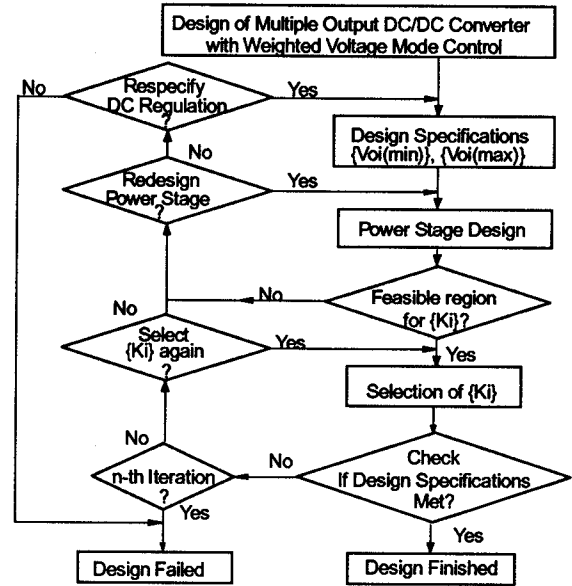 Design of Multiple Output DC/DC Converter
with Weighted Voltage Mode Control
No
Respecify
DC Regulation
?
Yes
Design Specifications
{Voi(min)}, {Voi(max)}
No
Redesign
Power Stage
?
Yes
Power Stage Design
No
Feasible region
for {Ki}?
No
Select
{Ki} again
?
Yes
Yes
Selection of {Ki}
No
n-th Iteration
?
No
Check
If Design Specifications
Met?
Yes
Yes
Design Failed
Design Finished